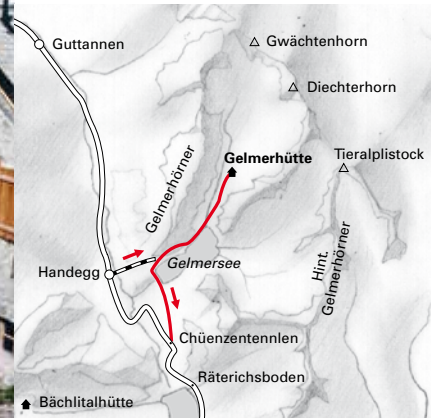 Guttannen
Gwächtenhorn
Diechterhorn
Gelmerhörner
Gelmerhütte
Tieralplistock
Handegg
Gelmersee
Hint.
Gelmerhörner
Chüenzentennlen
Räterichsboden
Bächlitalhütte